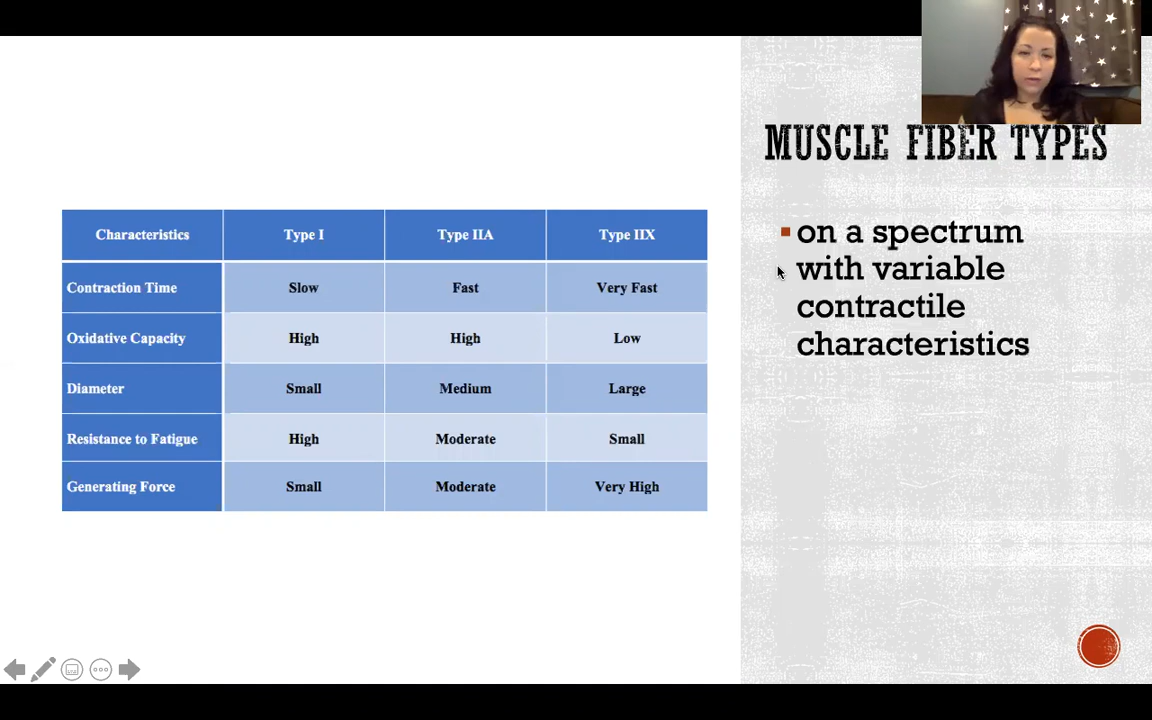 MUSCLE FIBER TYPES
Characteristics Type I Type IIA Type IIX
Contraction Time Slow Fast Very Fast
Oxidative Capacity High High Low
Diameter Small Medium Large
Resistance to Fatigue High Moderate Small
Generating Force Small Moderate Very High
on a spectrum
with variable
contractile
characteristics